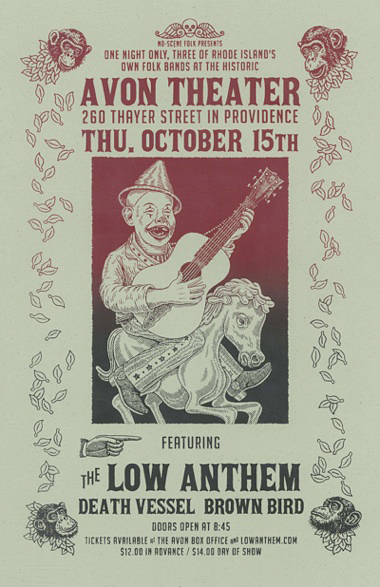 NO-SCENE FOLK PRESENTS
ONE NIGHT ONLY, THREE OF RHODE ISLAND'S
OWN FOLK BANDS AT THE HISTORIC
AVON THEATER
260 THAYER STREET IN PROVIDENCE
THU. OCTOBER 15TH
FEATURING
THE LOW ANTHEM
DEATH VESSEL BROWN BIRD
DOORS OPEN AT 8:45
TICKETS AVAILABLE AT THE AVON BOX OFFICE AND LOWANTHEM.COM
$12.00 IN ADVANCE / $14.00 DAY OF SHOW